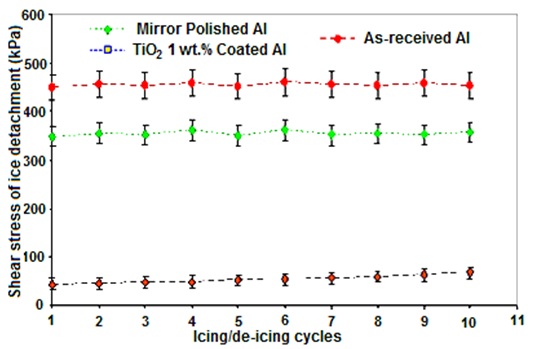 Shear stress of ice detachment (kPa)
600
500
400
300
200
100
0
Mirror Polished Al
TiO2 1 wt.% Coated Al
As-received Al
1 2 3 4 5 6 7 8 9 10 11
Icing/de-icing cycles